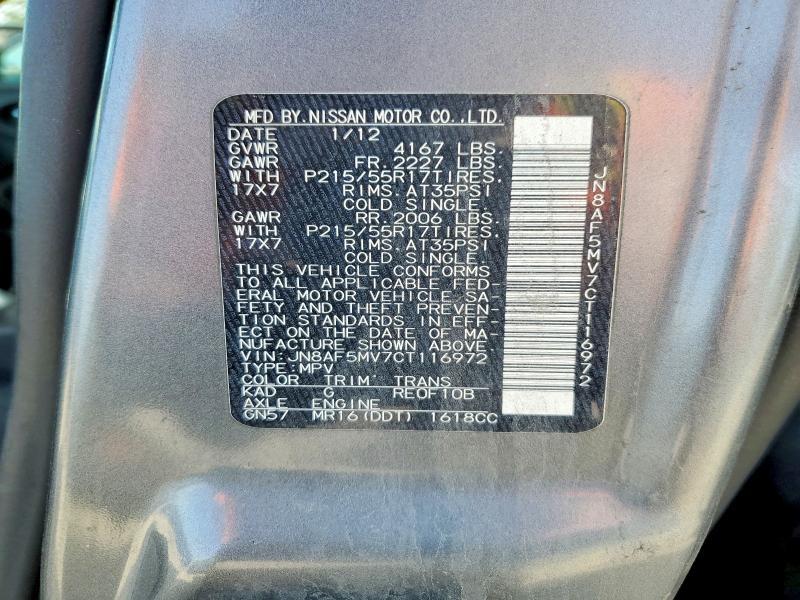 MFD BY.NISSAN MOTOR CO.,LTD.
DATE 1/12
GVWR 4167 LBS.
GAWR FR. 2227 LBS.
WITH P215/55R17TIRES.
17X7 RIMS.AT35PSI
COLD SINGLE.
GAWR RR. 2006 LBS.
WITH P215/55R17TIRES.
17X7 RIMS.AT35PSI
COLD SINGLE.
THIS VEHICLE CONFORMS
TO ALL APPLICABLE FED-
ERAL MOTOR VEHICLE SA-
FETY AND THEFT PREVEN-
TION STANDARDS IN EFF-
ECT ON THE DATE OF MA-
NUFACTURE SHOWN ABOVE.
VIN:JN8AF5MV7CT116972
TYPE:MPV
COLOR TRIM TRANS
KAD G RE0F10B
AXLE ENGINE
GN57 MR16(DDT) 1618CC
JN8AF5MV7CT116972